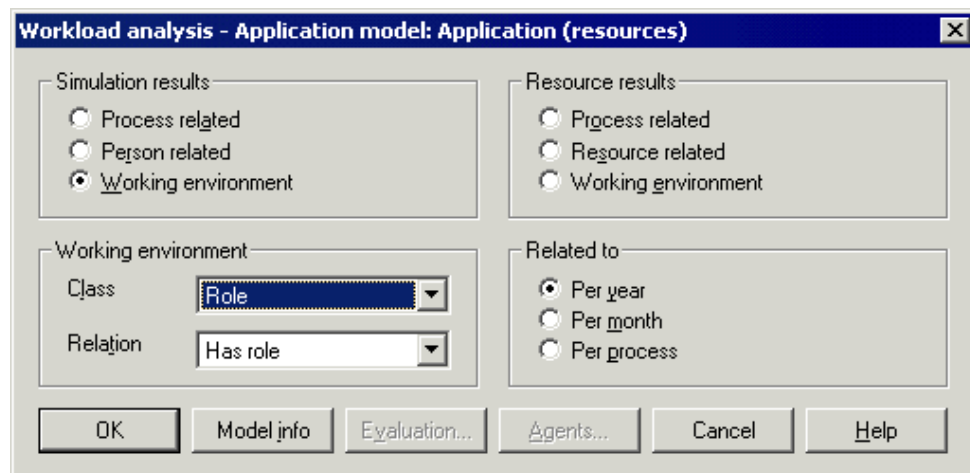 Workload analysis - Application model: Application (resources)
Simulation results
Process related
Person related
Working environment
Resource results
Process related
Resource related
Working environment
Working environment
Class
Role
Relation
Has role
Related to
Per year
Per month
Per process
OK
Model info
Evaluation...
Agents...
Cancel
Help